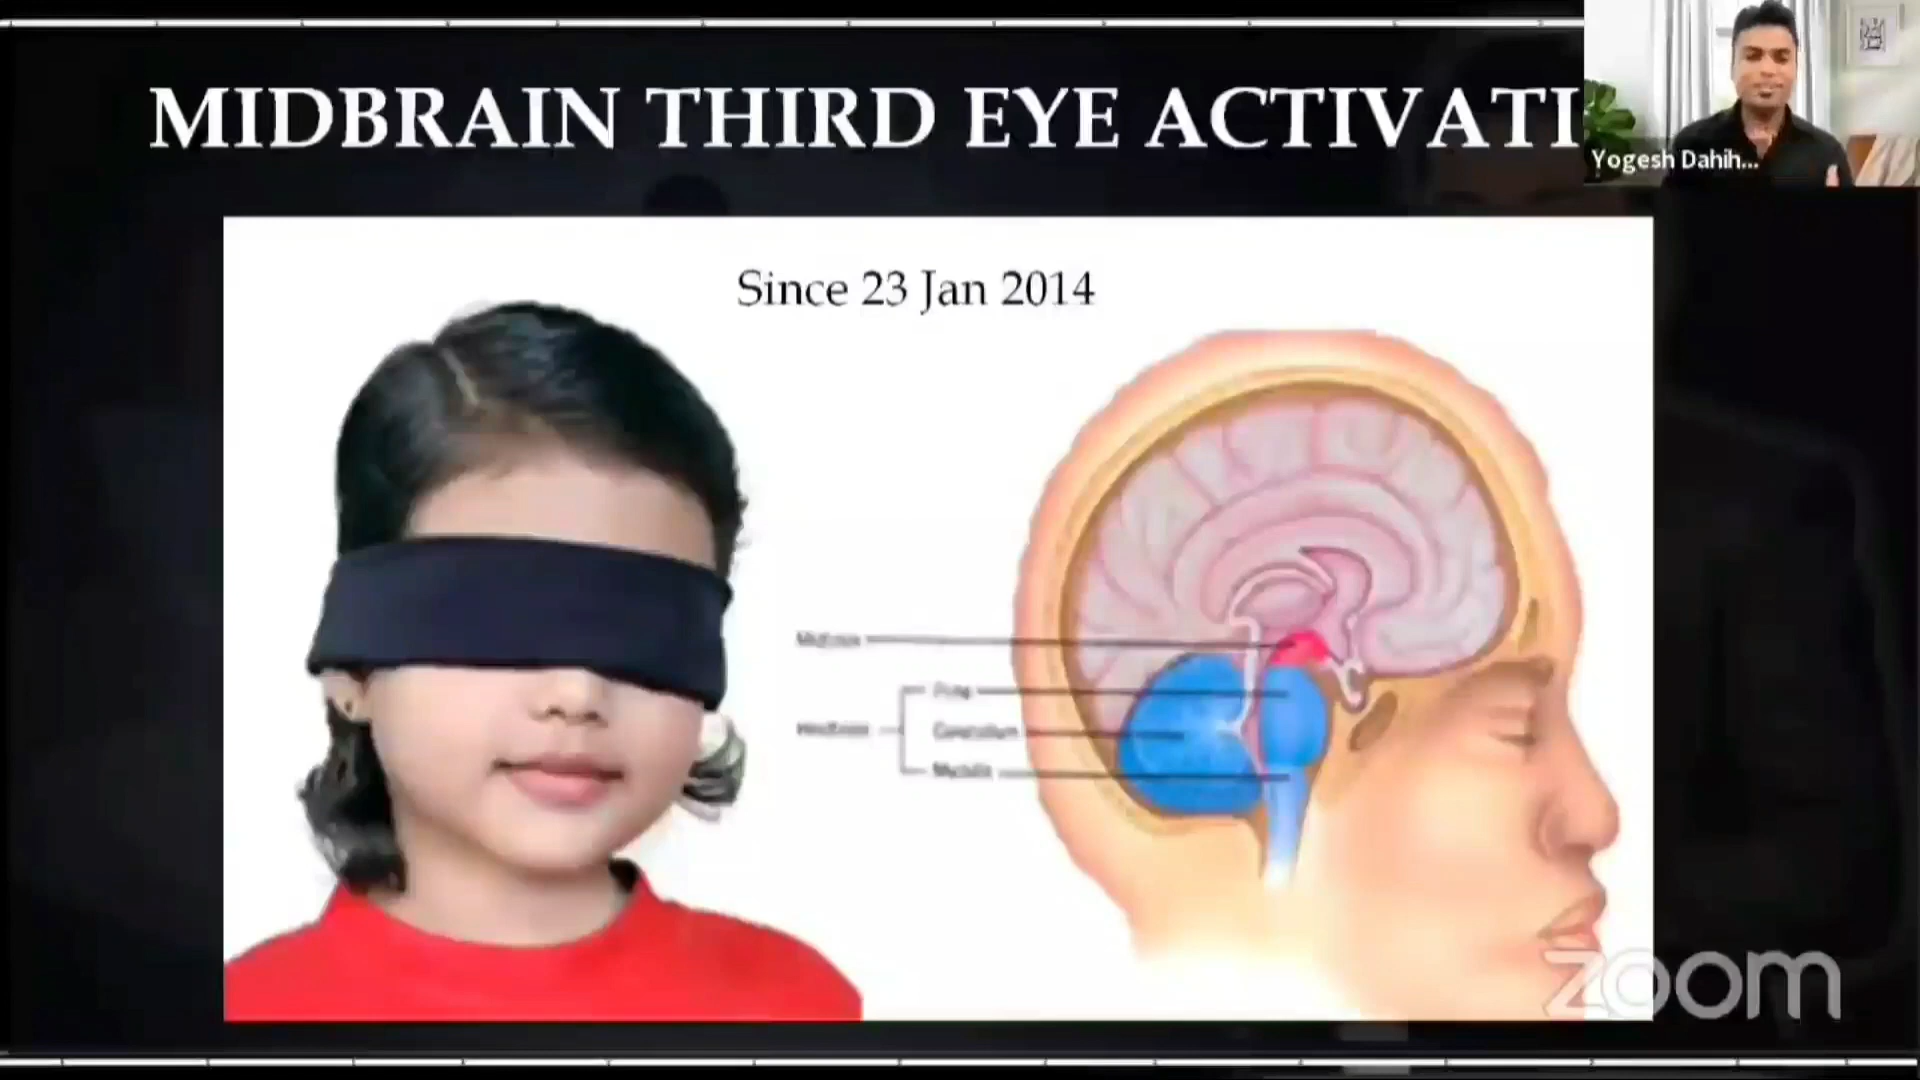 MIDBRAIN THIRD EYE ACTIVATI
Yogesh Dahih...
Since 23 Jan 2014
Midbrain
Pons
Hindbrain
Cerebellum
Medulla
zoom